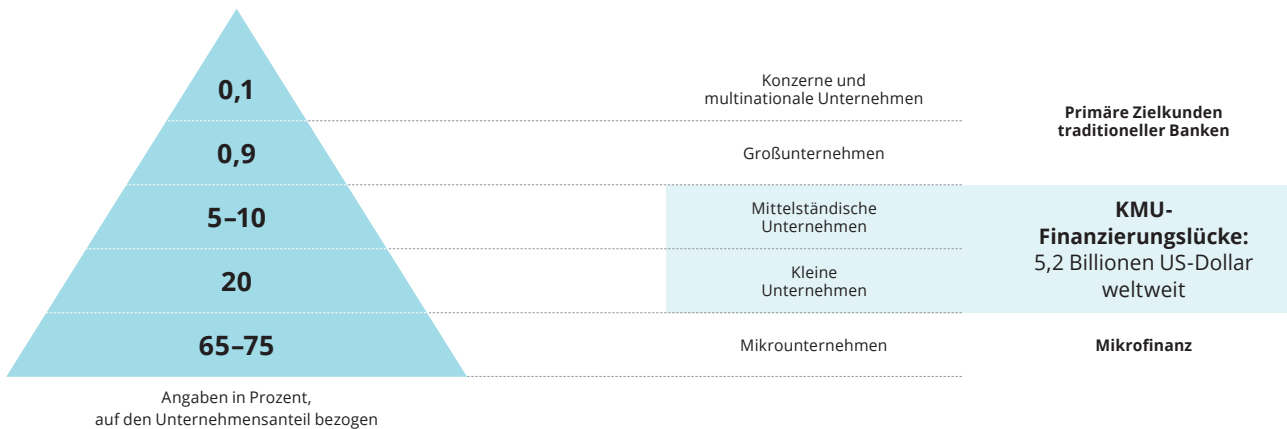 0,1
Konzerne und
multinationale Unternehmen
Primäre Zielkunden
traditioneller Banken
0,9
Großunternehmen
5–10
Mittelständische
Unternehmen
KMU-
Finanzierungslücke:
5,2 Billionen US-Dollar
weltweit
20
Kleine
Unternehmen
65–75
Mikrounternehmen
Mikrofinanz
Angaben in Prozent,
auf den Unternehmensanteil bezogen